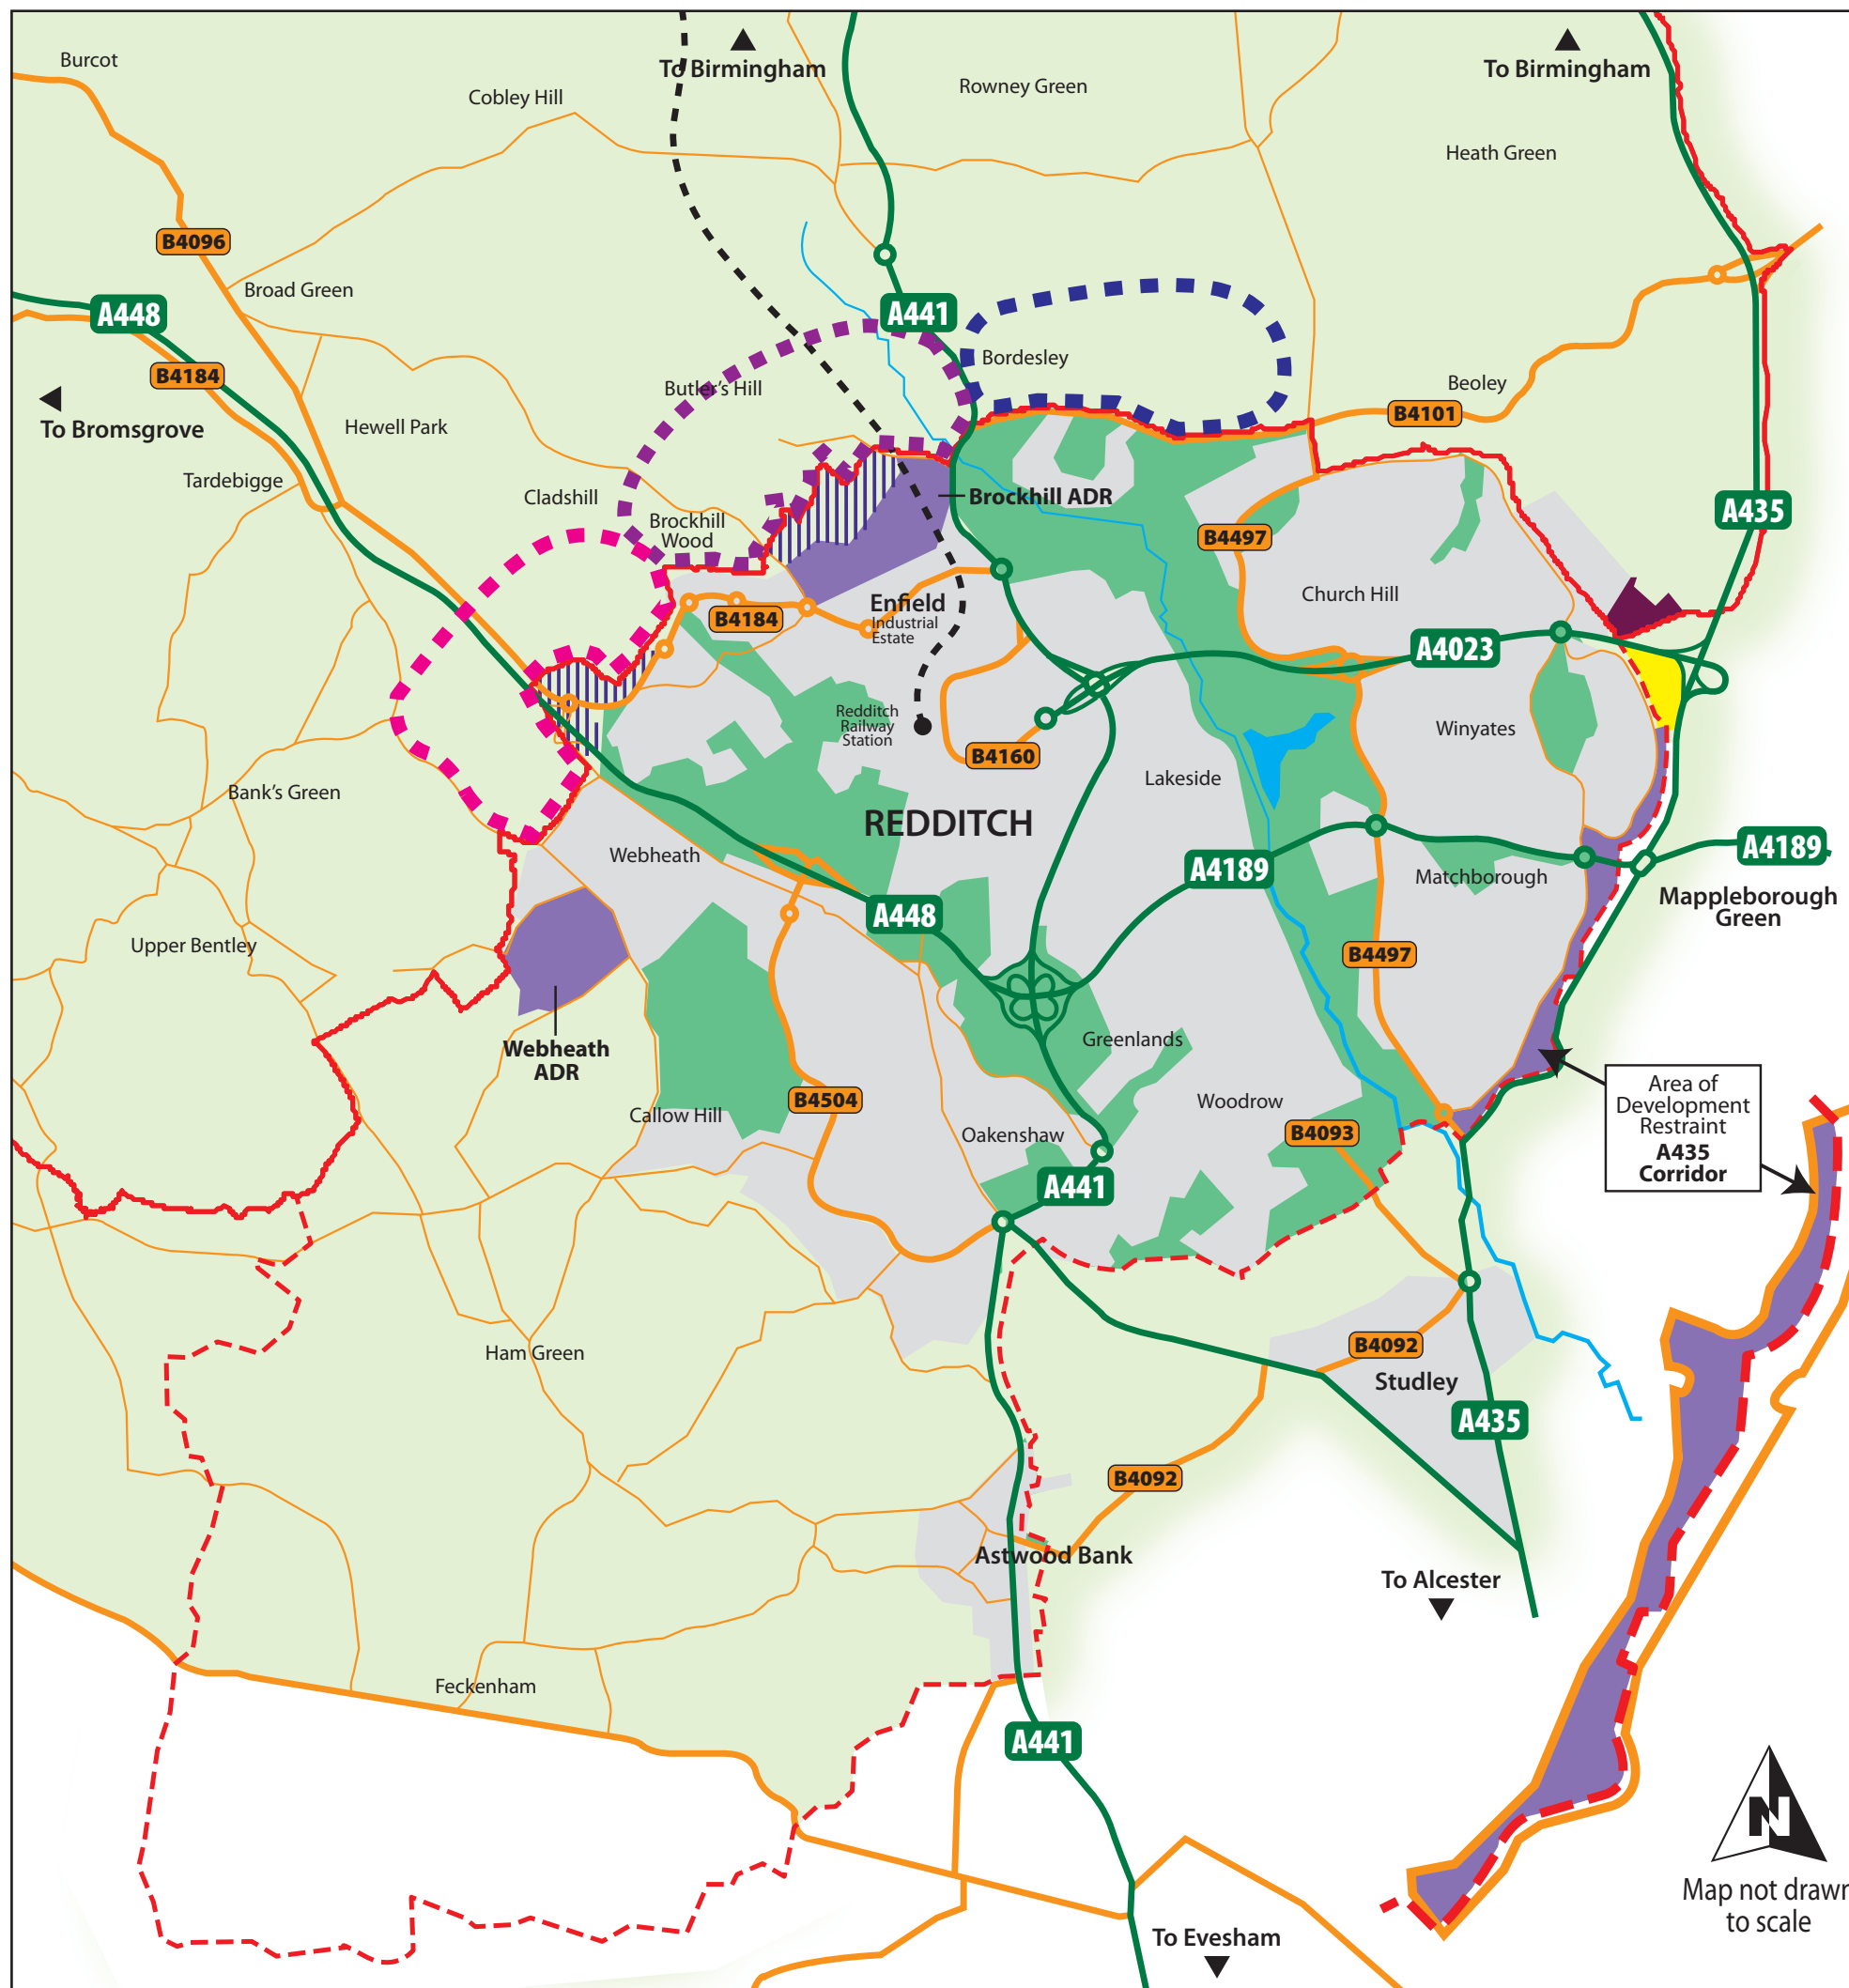 Burcot
To Birmingham
To Birmingham
Cobley Hill
Rowney Green
Heath Green
B4096
Broad Green
A448
A441
B4184
Bordesley
Butler's Hill
Beoley
To Bromsgrove
Hewell Park
B4101
Tardebigge
Cladshill
Brockhill ADR
A435
Brockhill
Wood
B4497
Church Hill
Enfield
Industrial
Estate
B4184
A4023
Redditch
Railway
Station
Winyates
B4160
Lakeside
Bank's Green
REDDITCH
Webheath
A4189
A4189
Matchborough
A448
Mappleborough
Green
Upper Bentley
B4497
Webheath
ADR
Greenlands
Area of
Development
Restraint
A435
Corridor
B4504
Callow Hill
Woodrow
Oakenshaw
B4093
A441
Ham Green
B4092
Studley
A435
B4092
Astwood Bank
To Alcester
Feckenham
A441
N
Map not drawn
to scale
To Evesham